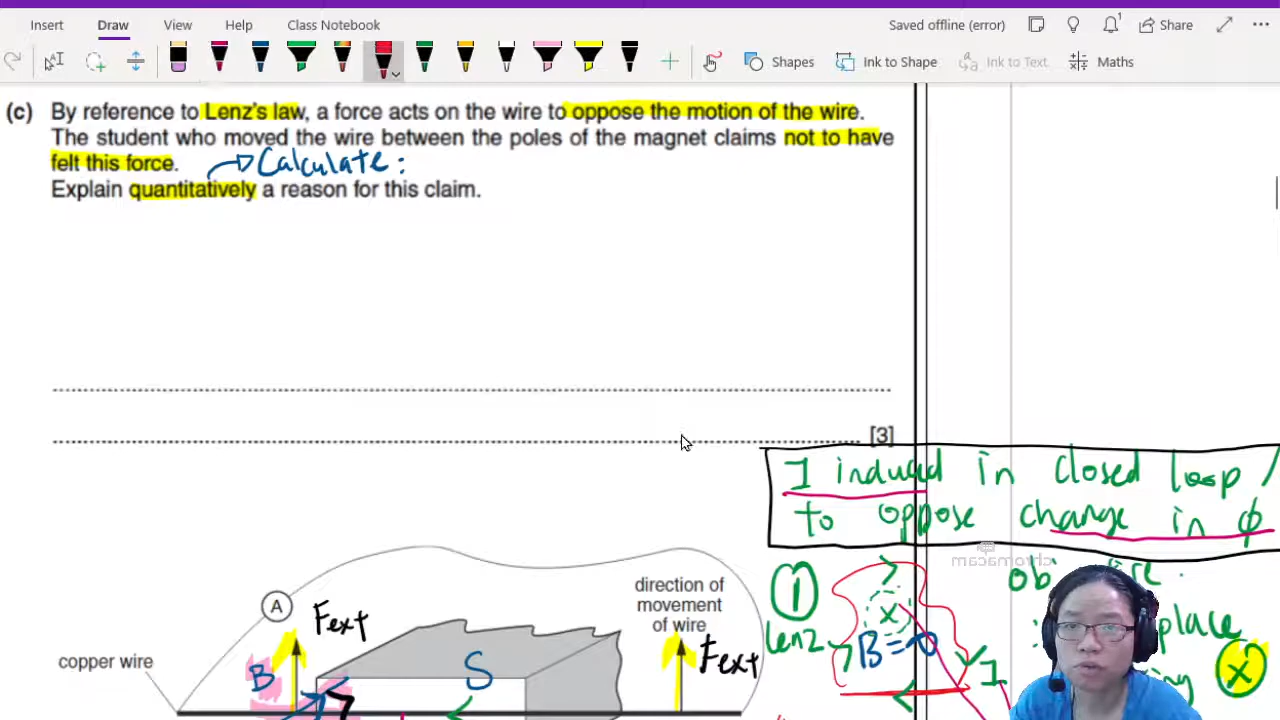 Insert Draw View Help Class Notebook Saved offline (error) 1 Share
Shapes Ink to Shape Ink to Text Maths
(c) By reference to Lenz's law, a force acts on the wire to oppose the motion of the wire.
The student who moved the wire between the poles of the magnet claims not to have
felt this force. → Calculate:
Explain quantitatively a reason for this claim.
[3]
I induced in closed loop /
to oppose change in φ
chromacam
direction of
movement
of wire
A
Fext
Fext
copper wire
B
S
1
Lenz
x
B = 0
I
place
x